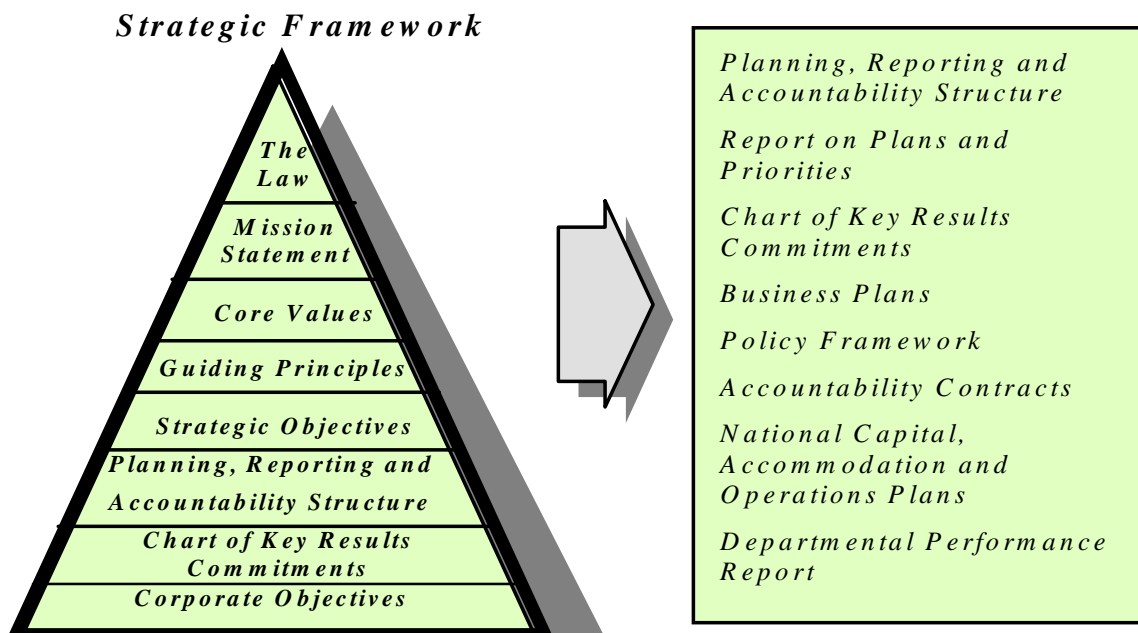 Strategic Framework
The
Law
Mission
Statement
Core Values
Guiding Principles
Strategic Objectives
Planning, Reporting and
Accountability Structure
Chart of Key Results
Commitments
Corporate Objectives
Planning, Reporting and
Accountability Structure
Report on Plans and
Priorities
Chart of Key Results
Commitments
Business Plans
Policy Framework
Accountability Contracts
National Capital,
Accommodation and
Operations Plans
Departmental Performance
Report